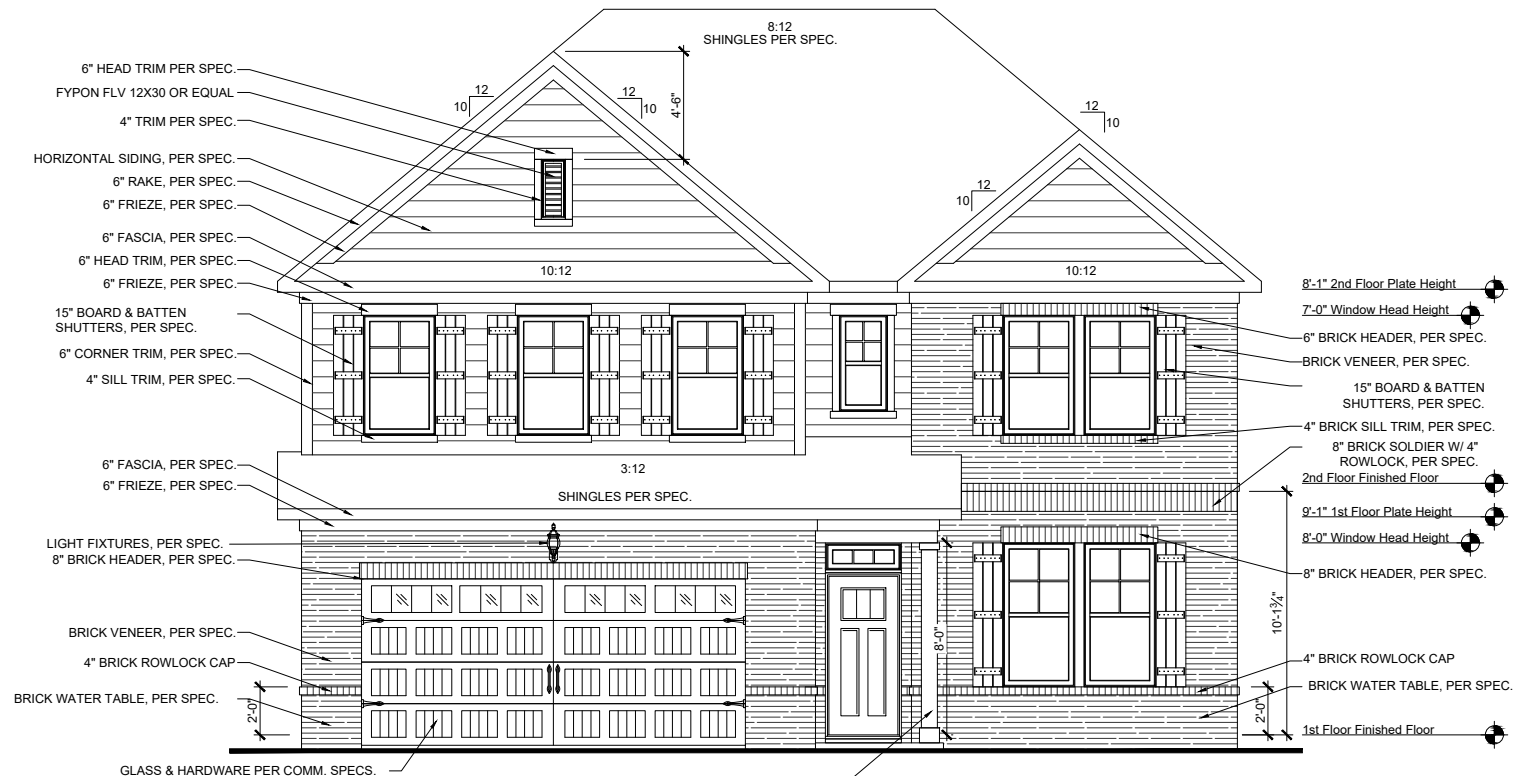 8:12
SHINGLES PER SPEC.
6" HEAD TRIM PER SPEC.
FYPON FLV 12X30 OR EQUAL
4" TRIM PER SPEC.
HORIZONTAL SIDING, PER SPEC.
6" RAKE, PER SPEC.
6" FRIEZE, PER SPEC.
6" FASCIA, PER SPEC.
6" HEAD TRIM, PER SPEC.
6" FRIEZE, PER SPEC.
15" BOARD & BATTEN
SHUTTERS, PER SPEC.
6" CORNER TRIM, PER SPEC.
4" SILL TRIM, PER SPEC.
6" FASCIA, PER SPEC.
6" FRIEZE, PER SPEC.
LIGHT FIXTURES, PER SPEC.
8" BRICK HEADER, PER SPEC.
BRICK VENEER, PER SPEC.
4" BRICK ROWLOCK CAP
BRICK WATER TABLE, PER SPEC.
2'-0"
GLASS & HARDWARE PER COMM. SPECS.
12
10
12
10
4'-6"
12
10
12
10
10:12
10:12
3:12
SHINGLES PER SPEC.
8'-0"
8'-1" 2nd Floor Plate Height
7'-0" Window Head Height
6" BRICK HEADER, PER SPEC.
BRICK VENEER, PER SPEC.
15" BOARD & BATTEN
SHUTTERS, PER SPEC.
4" BRICK SILL TRIM, PER SPEC.
8" BRICK SOLDIER W/ 4"
ROWLOCK, PER SPEC.
2nd Floor Finished Floor
9'-1" 1st Floor Plate Height
8'-0" Window Head Height
8" BRICK HEADER, PER SPEC.
10'-1¾"
4" BRICK ROWLOCK CAP
BRICK WATER TABLE, PER SPEC.
2'-0"
1st Floor Finished Floor